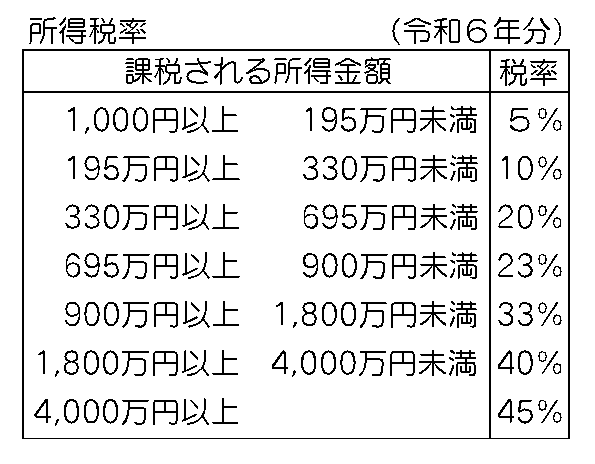 所得税率 （令和６年分）
課税される所得金額 税率
1,000円以上 195万円未満 ５%
195万円以上 330万円未満 10%
330万円以上 695万円未満 20%
695万円以上 900万円未満 23%
900万円以上 1,800万円未満 33%
1,800万円以上 4,000万円未満 40%
4,000万円以上 45%